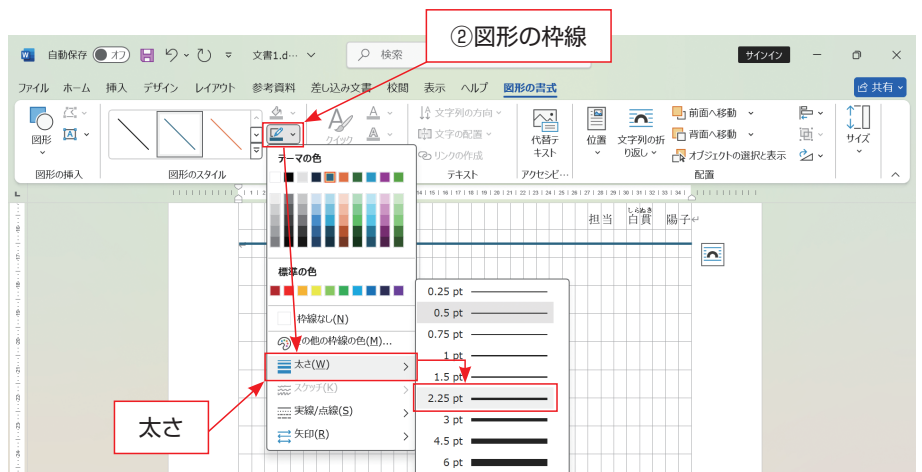 ②図形の枠線
自動保存 オフ 文書1.d… 検索 サインイン
ファイル ホーム 挿入 デザイン レイアウト 参考資料 差し込み文書 校閲 表示 ヘルプ 図形の書式 共有
図形
クイック
文字列の方向
文字の配置
リンクの作成
代替テ
キスト
位置
文字列の折
り返し
前面へ移動
背面へ移動
オブジェクトの選択と表示
サイズ
図形の挿入 図形のスタイル テキスト アクセシビ… 配置
テーマの色
担当 白貫 陽子
しらぬき
標準の色
枠線なし(N)
の他の枠線の色(M)...
太さ(W)
スケッチ(K)
実線/点線(S)
矢印(R)
0.25 pt
0.5 pt
0.75 pt
1 pt
1.5 pt
2.25 pt
3 pt
4.5 pt
6 pt
太さ